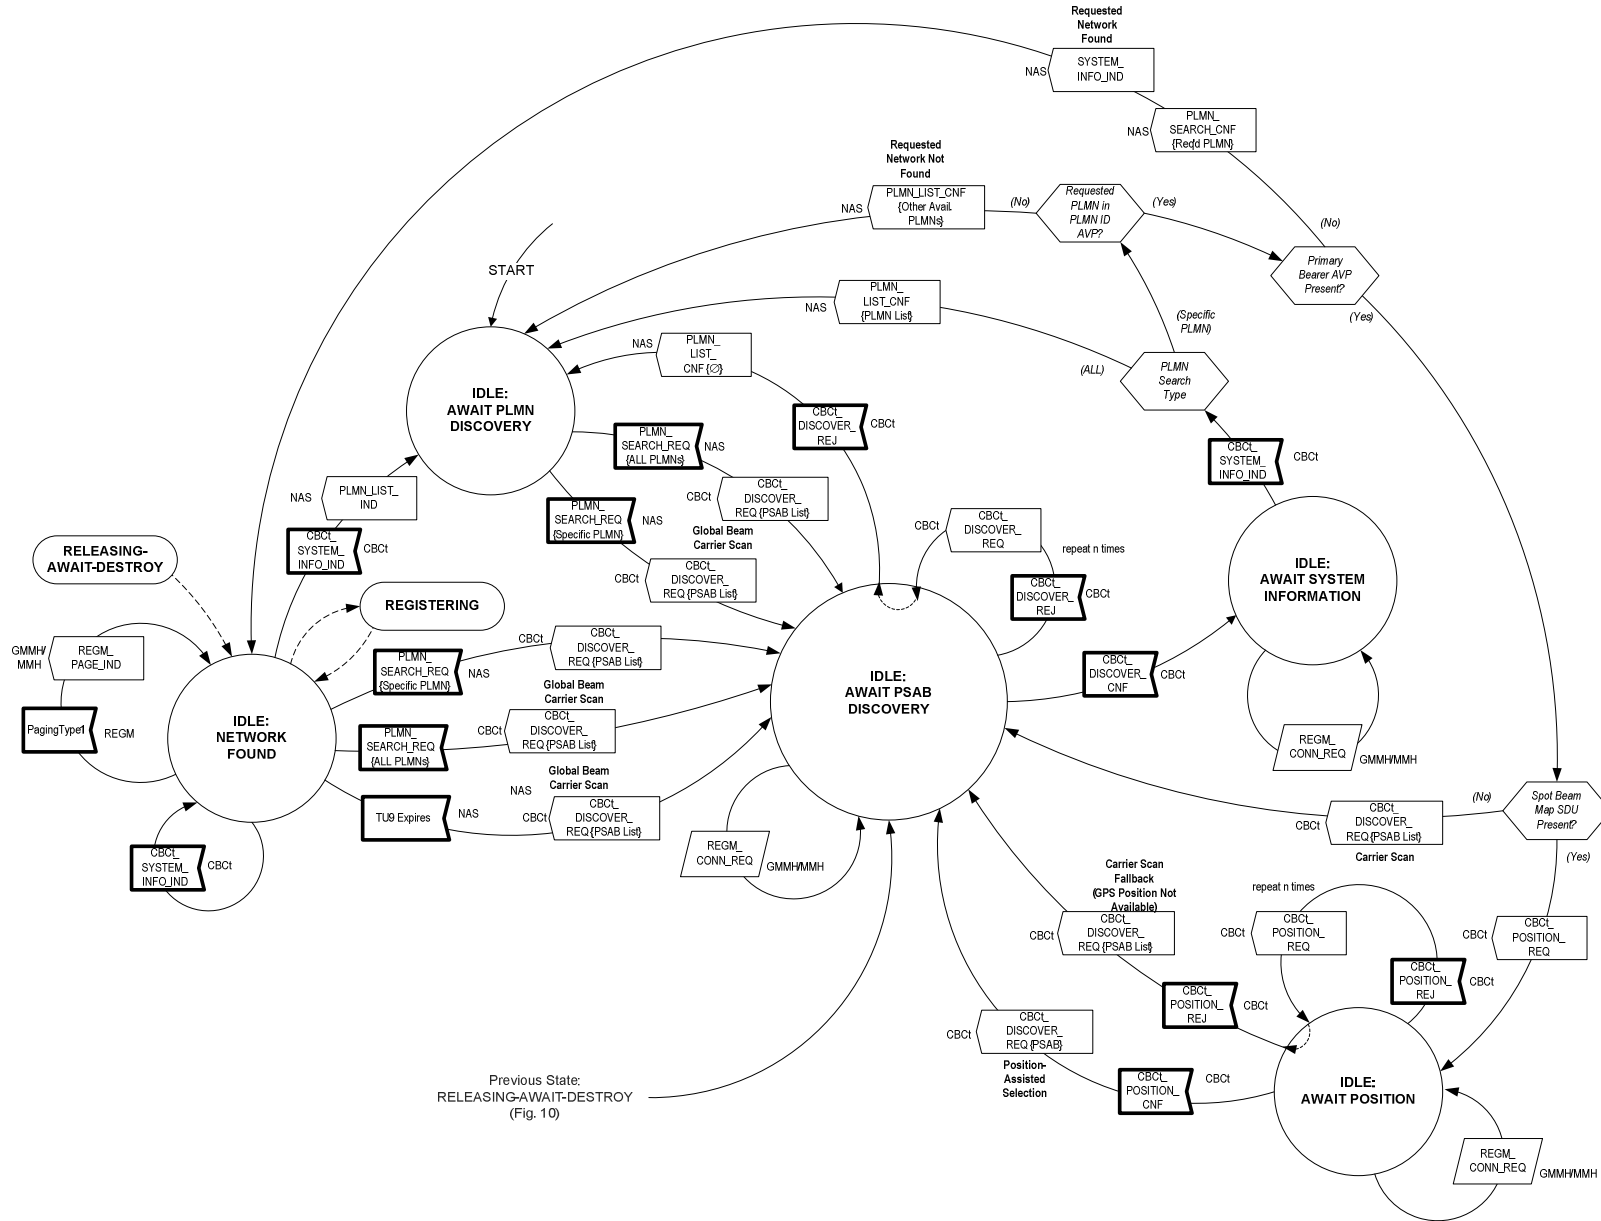 Requested
Network
Found
SYSTEM_
INFO_IND
NAS
PLMN_
SEARCH_CNF
{Req'd PLMN}
NAS
Requested
Network Not
Found
PLMN_LIST_CNF
{Other Avail.
PLMNs}
NAS
(No)
Requested
PLMN in
PLMN ID
AVP?
(Yes)
(No)
Primary
Bearer AVP
Present?
(Yes)
START
PLMN_
LIST_CNF
{PLMN List}
NAS
(Specific
PLMN)
(ALL)
PLMN
Search
Type
NAS
PLMN_
LIST_
CNF {∅}
IDLE:
AWAIT PLMN
DISCOVERY
CBCt_
DISCOVER_
REJ
CBCt
PLMN_
SEARCH_REQ
{ALL PLMNs}
NAS
CBCt_
SYSTEM_
INFO_IND
CBCt
NAS
PLMN_LIST_
IND
CBCt
CBCt_
DISCOVER_
REQ {PSAB List}
PLMN_
SEARCH_REQ
{Specific PLMN}
NAS
Global Beam
Carrier Scan
CBCt
CBCt_
DISCOVER_
REQ
repeat n times
CBCt_
SYSTEM_
INFO_IND
CBCt
RELEASING-
AWAIT-DESTROY
CBCt
CBCt_
DISCOVER_
REQ {PSAB List}
CBCt_
DISCOVER_
REJ
CBCt
IDLE:
AWAIT SYSTEM
INFORMATION
REGISTERING
GMMH/
MMH
REGM_
PAGE_IND
PLMN_
SEARCH_REQ
{Specific PLMN}
NAS
CBCt
CBCt_
DISCOVER_
REQ {PSAB List}
CBCt_
DISCOVER_
CNF
CBCt
IDLE:
AWAIT PSAB
DISCOVERY
Global Beam
Carrier Scan
PagingType1
REGM
IDLE:
NETWORK
FOUND
PLMN_
SEARCH_REQ
{ALL PLMNs}
NAS
CBCt
CBCt_
DISCOVER_
REQ {PSAB List}
REGM_
CONN_REQ
GMMH/MMH
Global Beam
Carrier Scan
TU9 Expires
NAS
NAS
CBCt
CBCt_
DISCOVER_
REQ {PSAB List}
CBCt
CBCt_
DISCOVER_
REQ {PSAB List}
Carrier Scan
(No)
Spot Beam
Map SDU
Present?
(Yes)
CBCt_
SYSTEM_
INFO_IND
CBCt
REGM_
CONN_REQ
GMMH/MMH
Carrier Scan
Fallback
(GPS Position Not
Available)
CBCt
CBCt_
DISCOVER_
REQ {PSAB List}
repeat n times
CBCt
CBCt_
POSITION_
REQ
CBCt
CBCt_
POSITION_
REQ
CBCt_
POSITION_
REJ
CBCt
CBCt_
POSITION_
REJ
CBCt
CBCt
CBCt_
DISCOVER_
REQ {PSAB}
Position-
Assisted
Selection
CBCt_
POSITION_
CNF
CBCt
IDLE:
AWAIT POSITION
Previous State:
RELEASING-AWAIT-DESTROY
(Fig. 10)
REGM_
CONN_REQ
GMMH/MMH